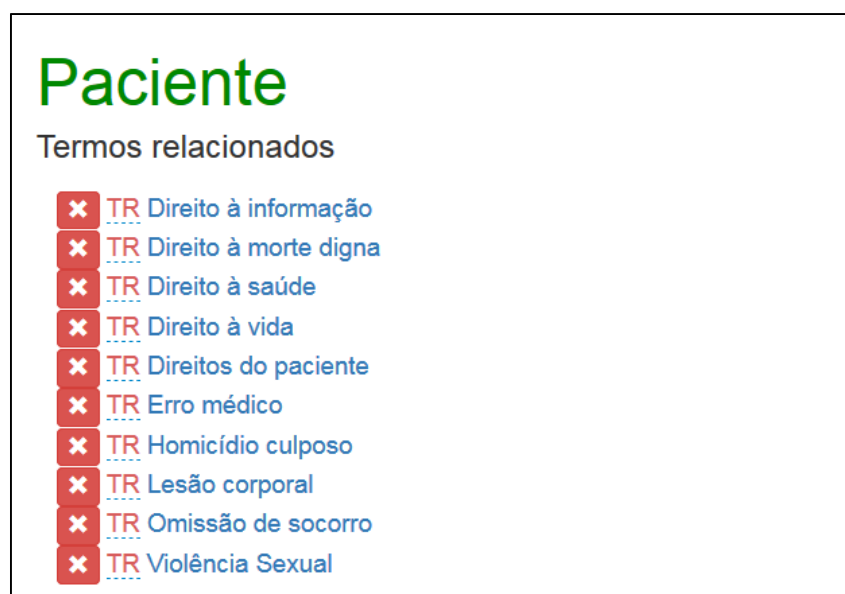 Paciente
Termos relacionados
TR Direito à informação
TR Direito à morte digna
TR Direito à saúde
TR Direito à vida
TR Direitos do paciente
TR Erro médico
TR Homicídio culposo
TR Lesão corporal
TR Omissão de socorro
TR Violência Sexual